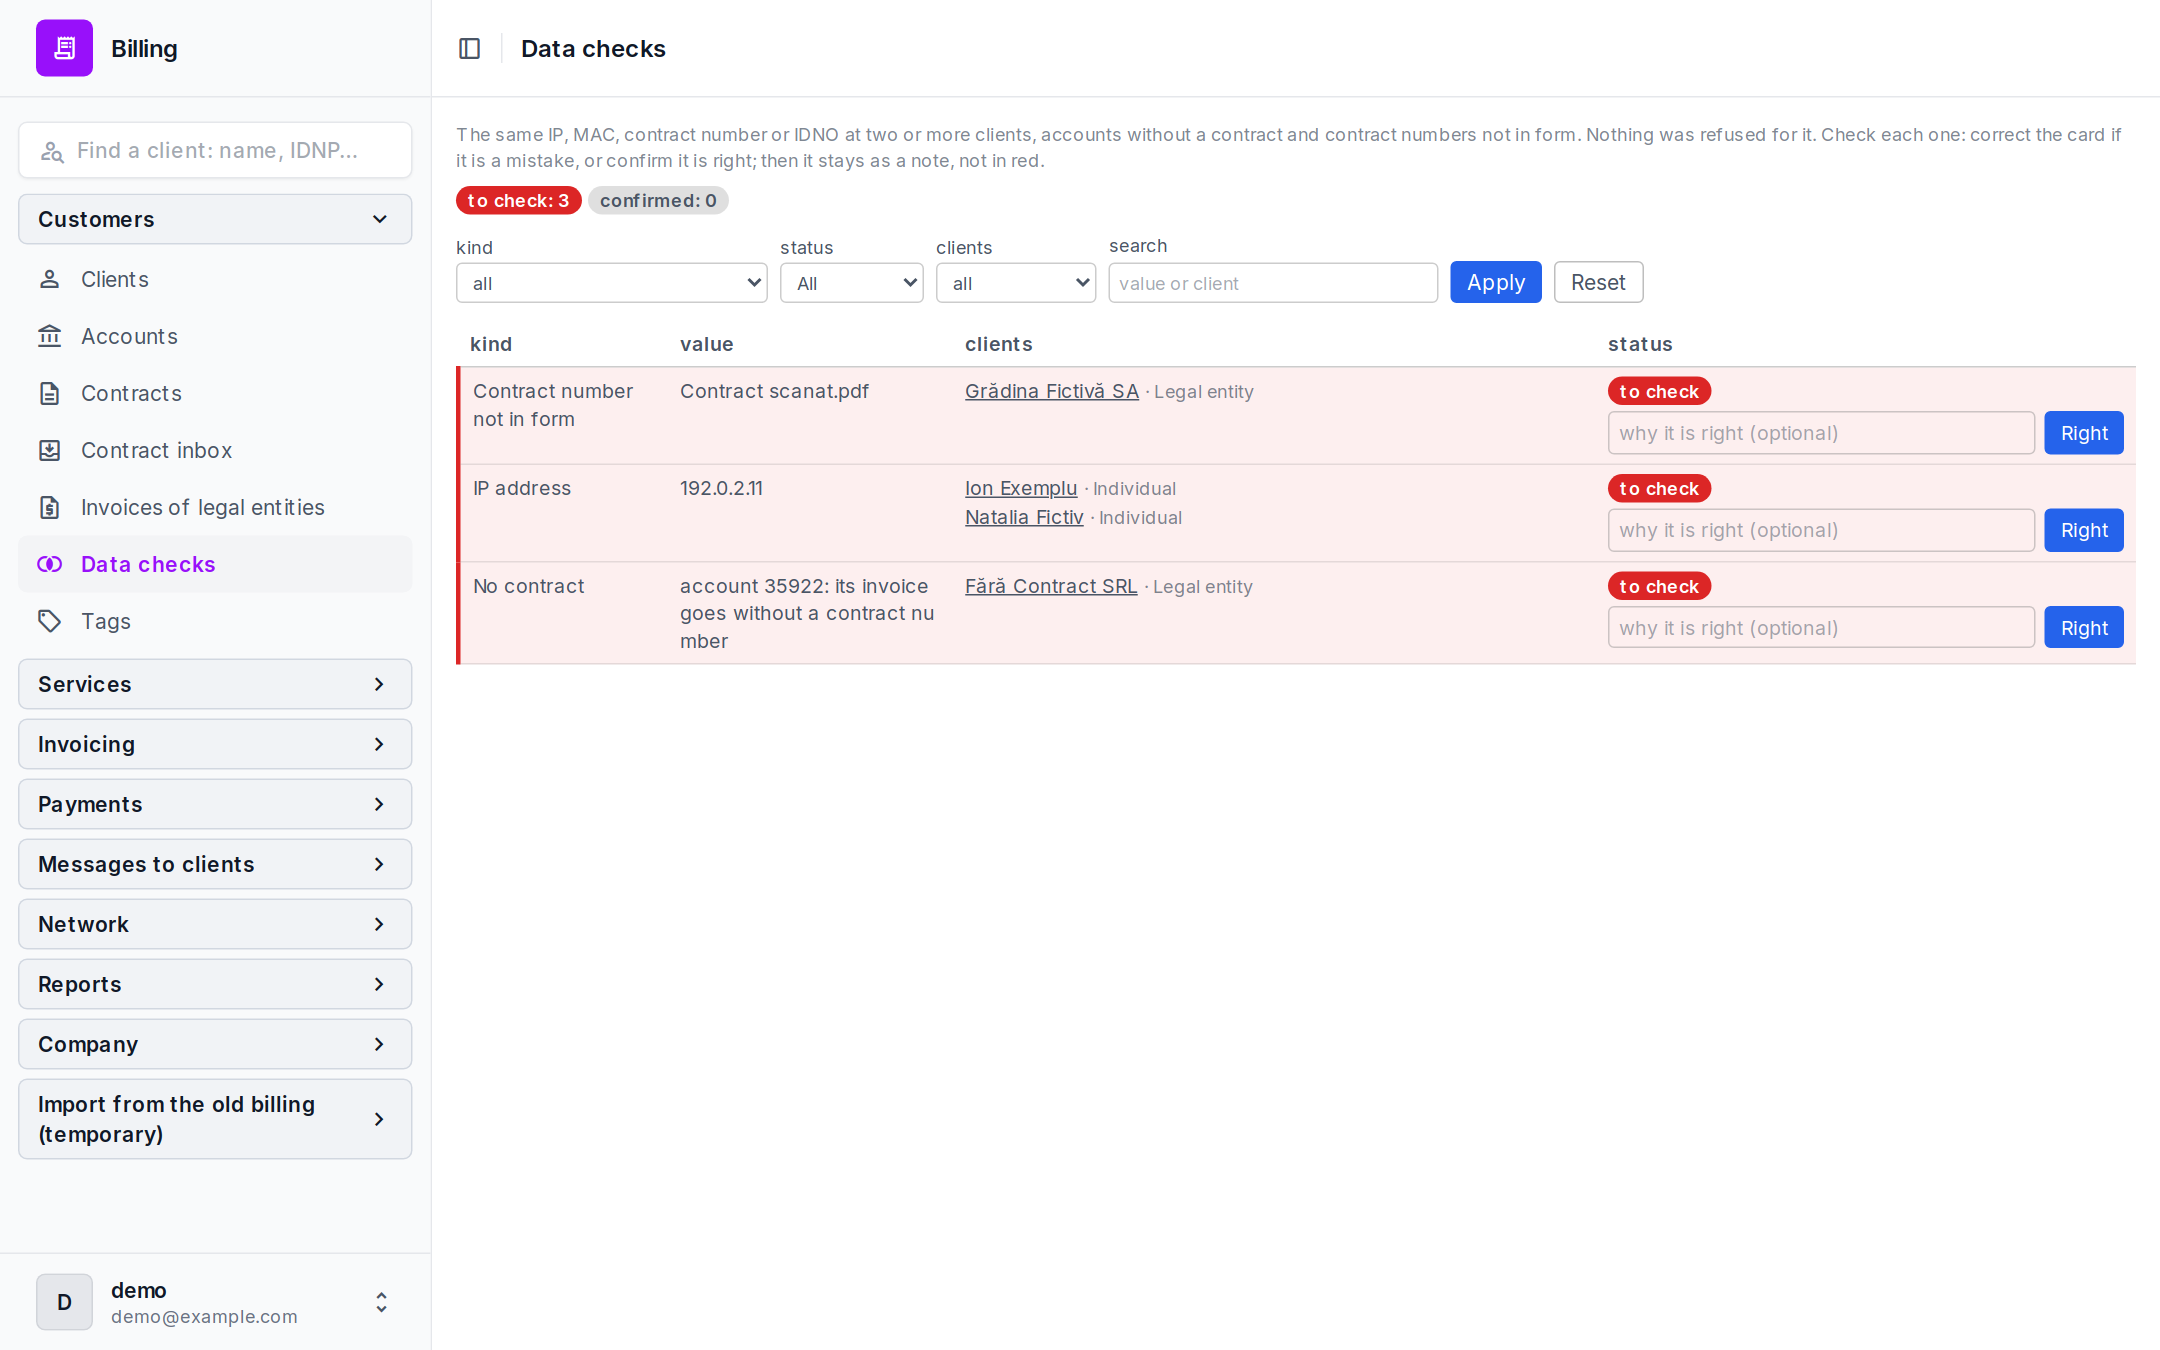 Billing
Data checks
Find a client: name, IDNP...
Customers
Clients
Accounts
Contracts
Contract inbox
Invoices of legal entities
Data checks
Tags
Services
Invoicing
Payments
Messages to clients
Network
Reports
Company
Import from the old billing
(temporary)
D
demo
demo@example.com
The same IP, MAC, contract number or IDNO at two or more clients, accounts without a contract and contract numbers not in form. Nothing was refused for it. Check each one: correct the card if
it is a mistake, or confirm it is right; then it stays as a note, not in red.
to check: 3 confirmed: 0
kind status clients search
all All all value or client Apply Reset
kind value clients status
Contract number Contract scanat.pdf Grădina Fictivă SA · Legal entity to check
not in form
why it is right (optional) Right
IP address 192.0.2.11 Ion Exemplu · Individual to check
Natalia Fictiv · Individual
why it is right (optional) Right
No contract account 35922: its invoice Fără Contract SRL · Legal entity to check
goes without a contract nu
mber
why it is right (optional) Right